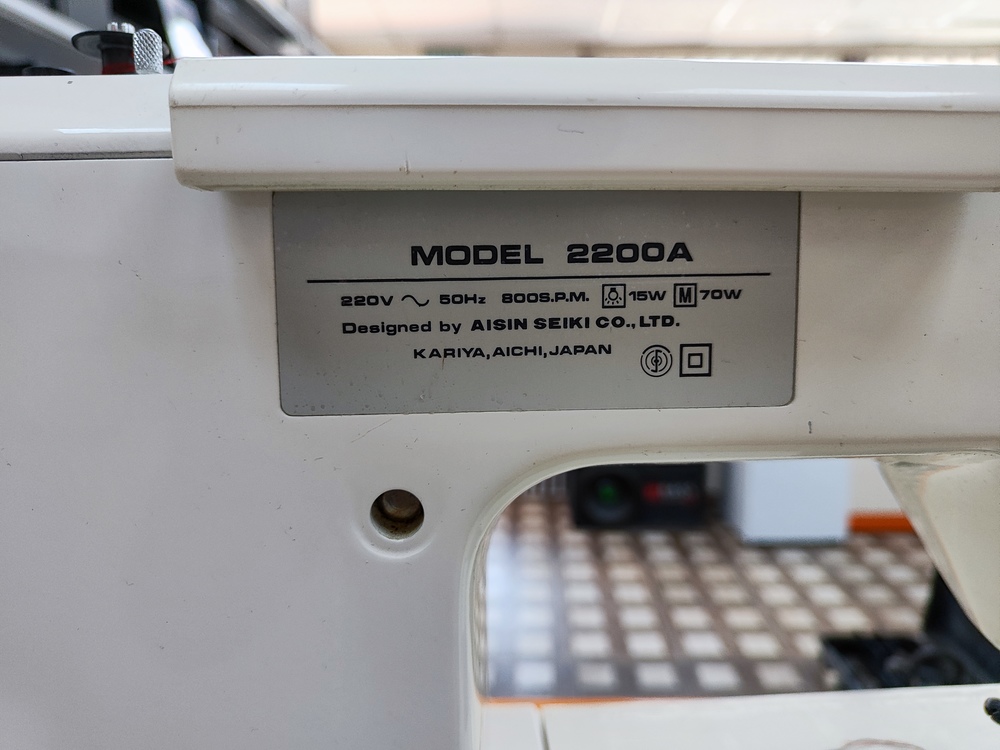 MODEL 2200A
220V ~ 50Hz 800S.P.M. 15W M 70W
Designed by AISIN SEIKI CO., LTD.
KARIYA, AICHI, JAPAN